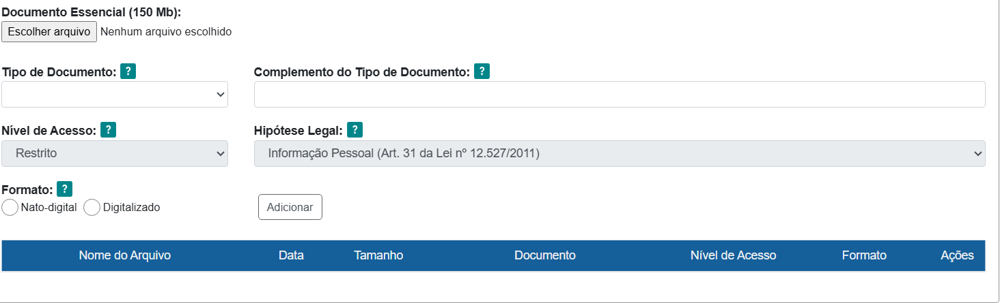 Documento Essencial (150 Mb):
Escolher arquivo Nenhum arquivo escolhido
Tipo de Documento: ? Complemento do Tipo de Documento: ?
Nível de Acesso: ? Hipótese Legal: ?
Restrito Informação Pessoal (Art. 31 da Lei nº 12.527/2011)
Formato: ?
Nato-digital Digitalizado Adicionar
Nome do Arquivo Data Tamanho Documento Nível de Acesso Formato Ações